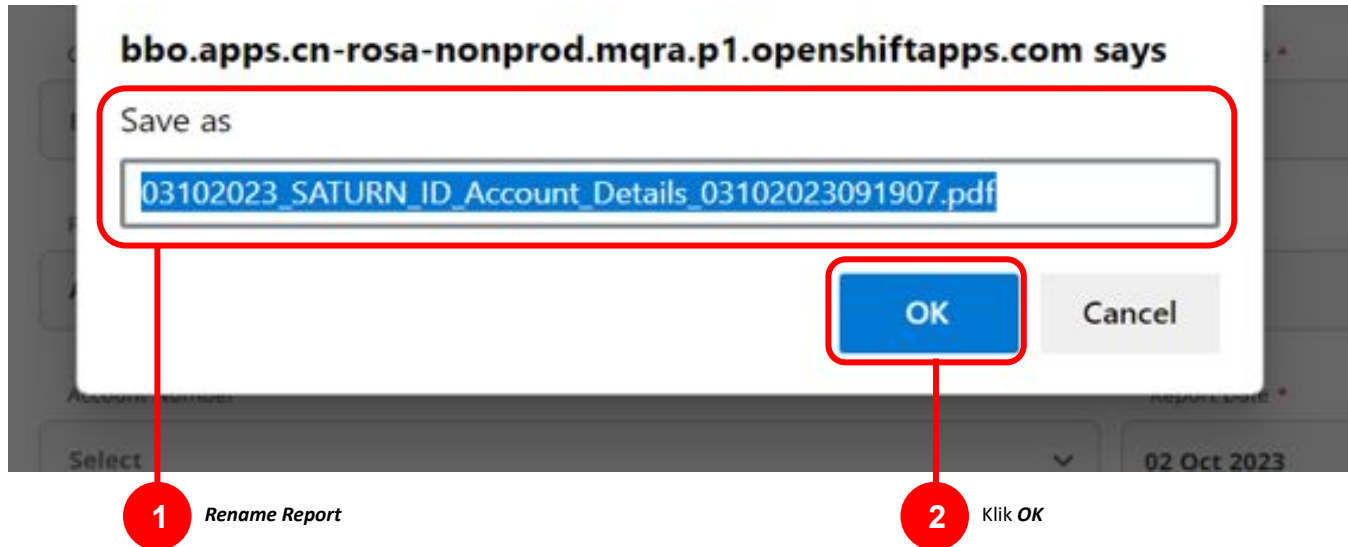 bbo.apps.cn-rosa-nonprod.mqra.p1.openshiftapps.com says
Save as
03102023_SATURN_ID_Account_Details_03102023091907.pdf
OK Cancel
Account Number Report Date *
Select 02 Oct 2023
1 Rename Report 2 Klik OK